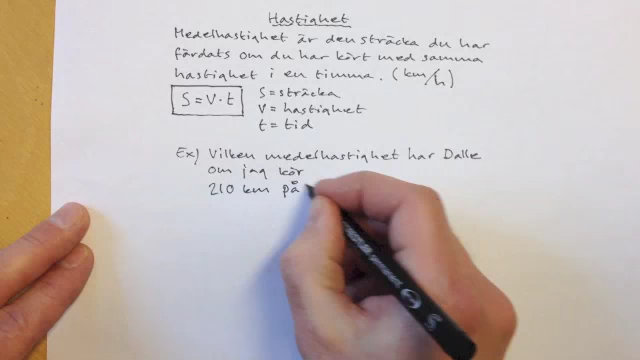 Hastighet
Medelhastighet är den sträcka du har
färdats om du har kört med samma
hastighet i en timma. (km/h)
S = V · t
S = sträcka
V = hastighet
t = tid
Ex) Vilken medelhastighet har Dalle
om jag kör
210 km på
permanent
S